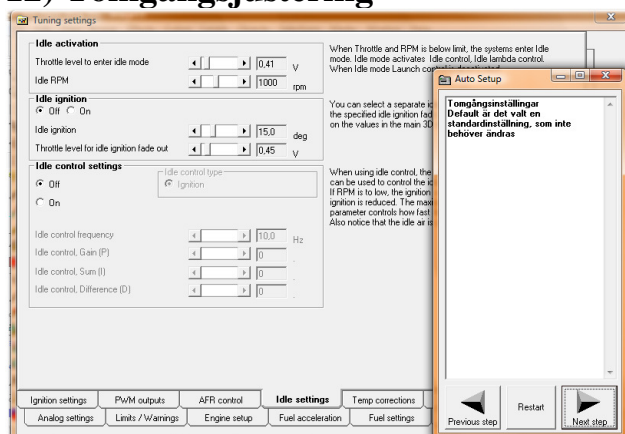 Tomgångsjustering
Tuning settings
Idle activation
Throttle level to enter idle mode
0,41
V
Idle RPM
1000
rpm
When Throttle and RPM is below limit, the systems enter Idle
mode. Idle mode activates Idle control, Idle lambda control.
When Idle mode Launch
Idle ignition
Off
On
Idle ignition
15,0
deg
Throttle level for idle ignition fade out
0,45
V
You can select a separate
the specified idle ignition
on the values in the main 3D
Idle control settings
Off
On
Idle control type
Ignition
Idle control frequency
10,0
Hz
Idle control, Gain (P)
0
.
Idle control, Sum (I)
0
.
Idle control, Difference (D)
0
.
When using idle control, the
can be used to control the
If RPM is to low, the ignition
ignition is reduced. The
parameter controls how fast
Also notice that the idle air is
Auto Setup
Tomgångsinställingar
Default är det valt en
standardinställning, som inte
behöver ändras
Previous step
Restart
Next step
Ignition settings
PWM outputs
AFR control
Idle settings
Temp corrections
Analog settings
Limits / Warnings
Engine setup
Fuel acceleration
Fuel settings